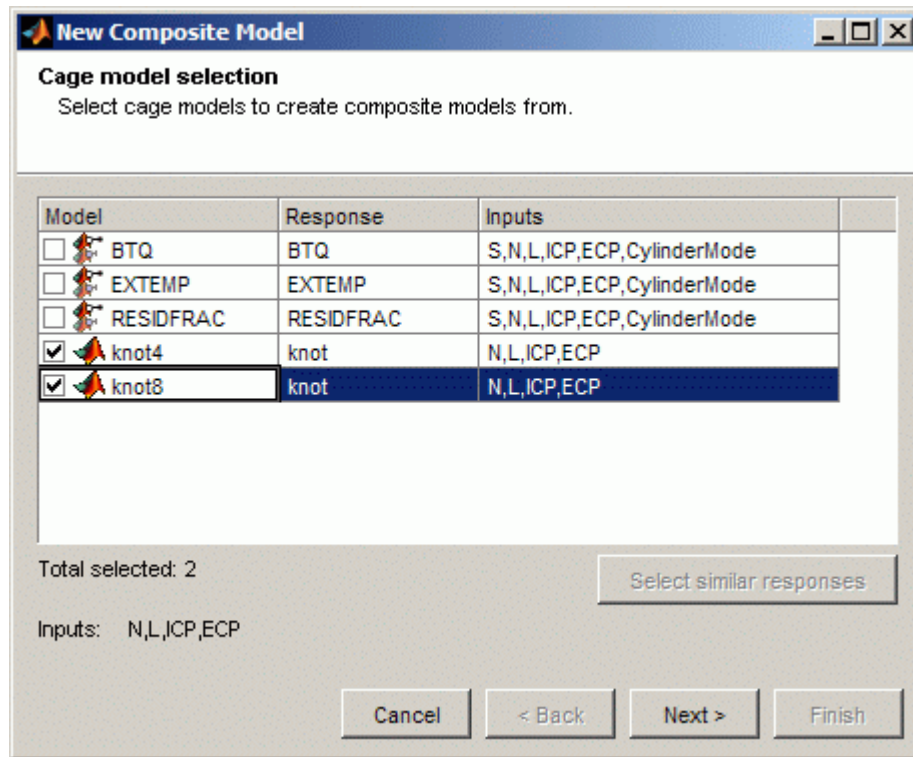 New Composite Model
Cage model selection
Select cage models to create composite models from.
Model Response Inputs
BTQ BTQ S,N,L,ICP,ECP,CylinderMode
EXTEMP EXTEMP S,N,L,ICP,ECP,CylinderMode
RESIDFRAC RESIDFRAC S,N,L,ICP,ECP,CylinderMode
knot4 knot N,L,ICP,ECP
knot8 knot N,L,ICP,ECP
Total selected: 2
Select similar responses
Inputs: N,L,ICP,ECP
Cancel < Back Next > Finish